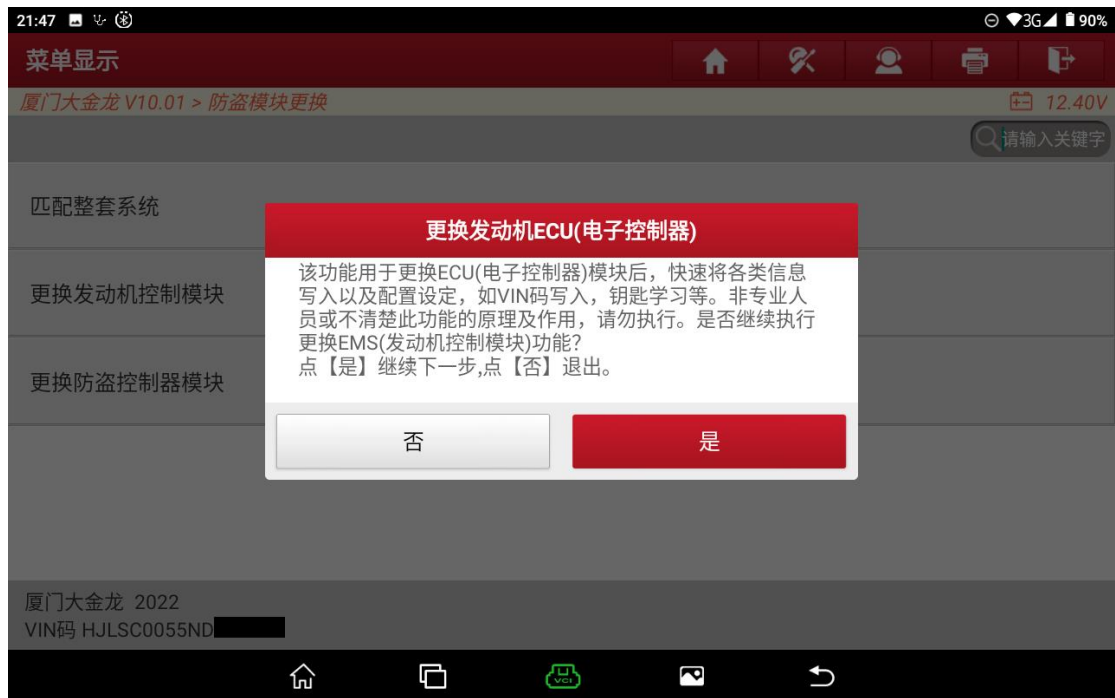 21:47
3G 90%
菜单显示
厦门大金龙 V10.01 > 防盗模块更换
12.40V
请输入关键字
匹配整套系统
更换发动机控制模块
更换防盗控制器模块
更换发动机ECU(电子控制器)
该功能用于更换ECU(电子控制器)模块后，快速将各类信息
写入以及配置设定，如VIN码写入，钥匙学习等。非专业人
员或不清楚此功能的原理及作用，请勿执行。是否继续执行
更换EMS(发动机控制模块)功能？
点【是】继续下一步,点【否】退出。
否
是
厦门大金龙 2022
VIN码 HJLSC0055ND
VCI